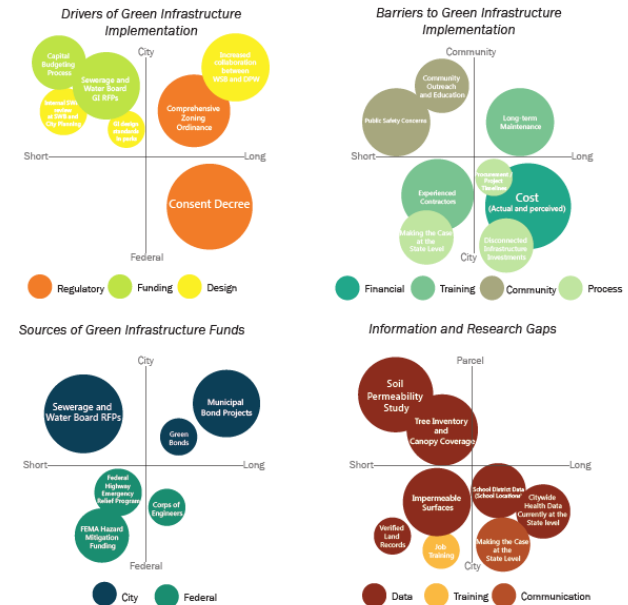 Drivers of Green Infrastructure
Implementation
City
Capital
Budgeting
Process
Sewerage and
Water Board
GI RFPs
Increased
collaboration
between
WSB and DPW
Comprehensive
Zoning
Ordinance
at SWB and
City Planning
GI design
Short
Long
Consent Decree
Federal
Regulatory
Funding
Design
Barriers to Green Infrastructure
Implementation
Community
Community
Outreach
and Education
Public Safety Concerns
Long-term
Maintenance
Short
Long
Procurement /
Project
Timelines
Experienced
Contractors
Cost
(Actual and perceived)
Making the Case
at the
State Level
Disconnected
Infrastructure
Investments
City
Financial
Training
Community
Process
Sources of Green Infrastructure Funds
City
Sewerage and
Water Board RFPs
Municipal
Bond Projects
Green
Bonds
Short
Long
Federal
Highway
Emergency
Relief Program
Corps of
Engineers
FEMA Hazard
Mitigation
Funding
Federal
City
Federal
Information and Research Gaps
Parcel
Soil
Permeability
Study
Tree Inventory
and
Canopy Coverage
Short
Long
Impermeable
Surfaces
School District Data
(School Locations)
Citywide
Health Data
Currently at the
State level
Verified
Land
Records
Job
Training
Making the Case
at the
State Level
City
Data
Training
Communication